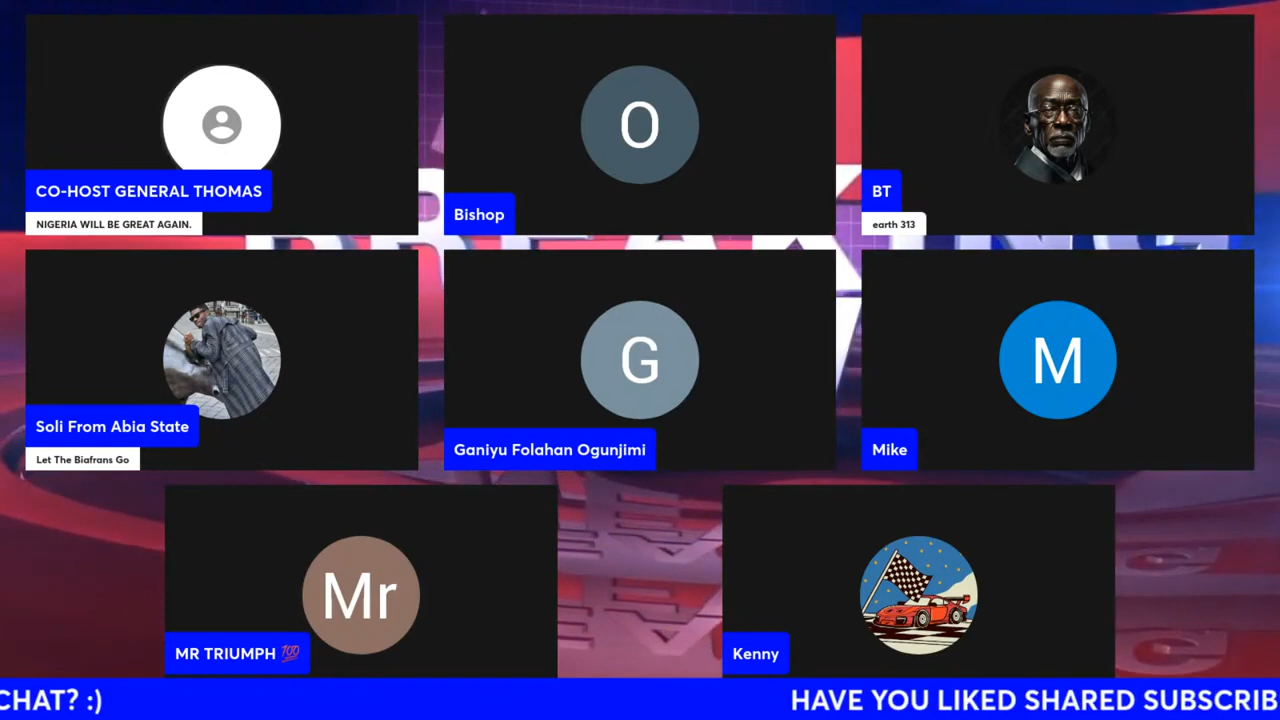 CO-HOST GENERAL THOMAS
NIGERIA WILL BE GREAT AGAIN.
O
Bishop
BT
earth 313
BREAKING
Soli From Abia State
Let The Biafrans Go
G
Ganiyu Folahan Ogunjimi
M
Mike
Mr
MR TRIUMPH 💯
Kenny
CHAT? :)
HAVE YOU LIKED SHARED SUBSCRIB